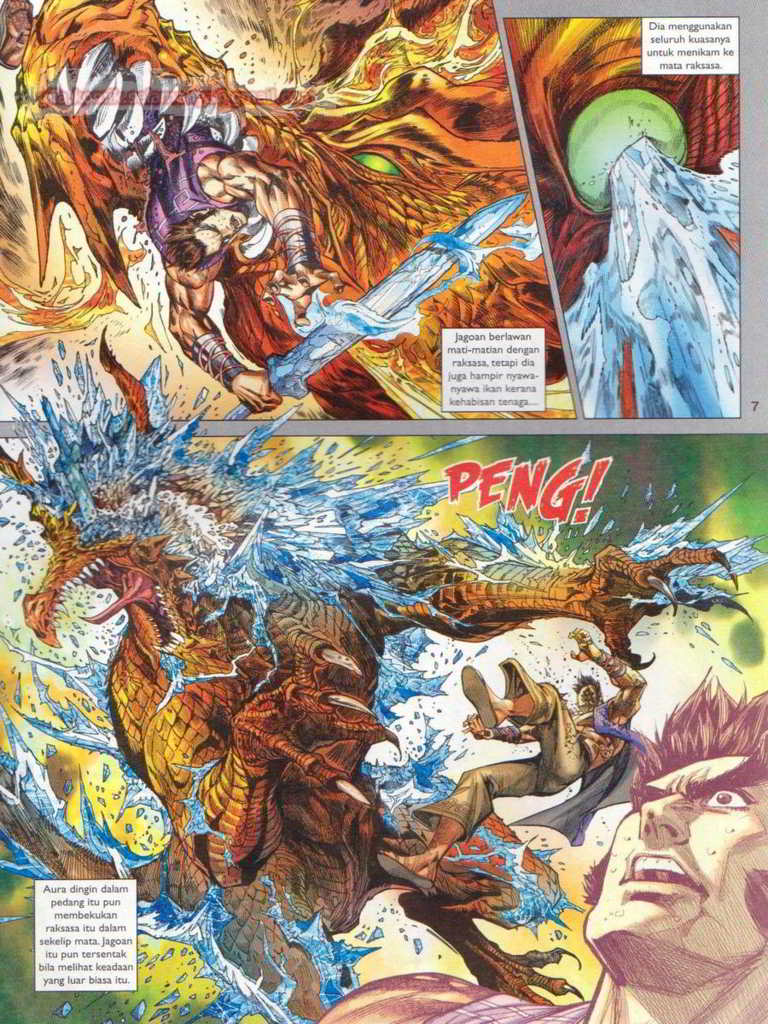 Jagoan berlawan
mati-matian dengan
raksasa, tetapi dia
juga hampir nyawa-
nyawa ikan kerana
kehabisan tenaga...
Dia menggunakan
seluruh kuasanya
untuk menikam ke
mata raksasa.
7
PENG!
Aura dingin dalam
pedang itu pun
membekukan
raksasa itu dalam
sekelip mata. Jagoan
itu pun tersentak
bila melihat keadaan
yang luar biasa itu.